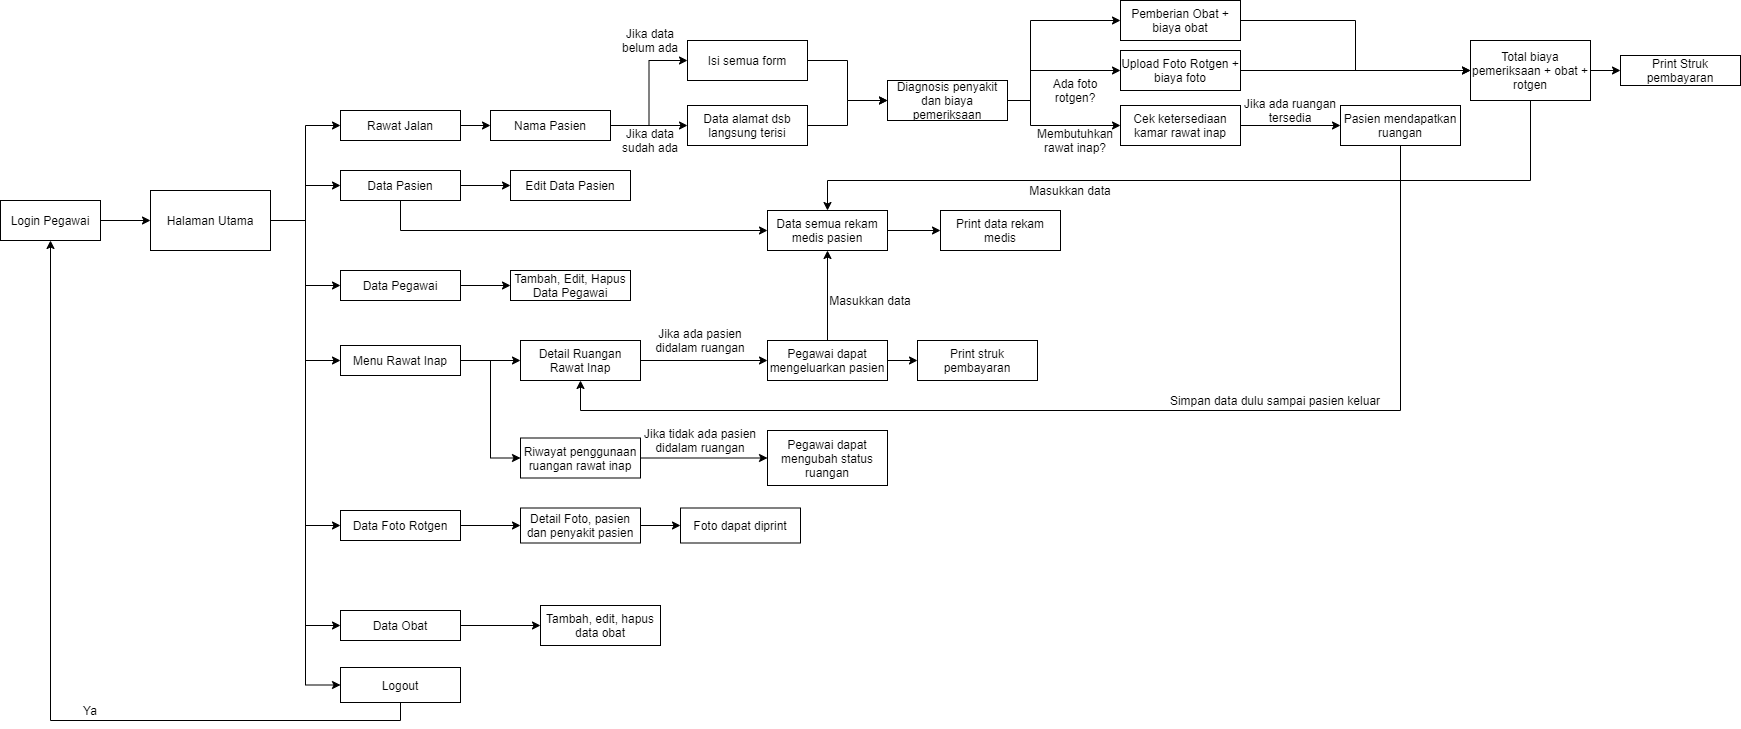 Pemberian Obat +
biaya obat
Jika data
belum ada
Isi semua form
Upload Foto Rotgen +
biaya foto
Total biaya
pemeriksaan + obat +
rotgen
Print Struk
pembayaran
Diagnosis penyakit
dan biaya
pemeriksaan
Ada foto
rotgen?
Rawat Jalan
Nama Pasien
Jika data
sudah ada
Data alamat dsb
langsung terisi
Membutuhkan
rawat inap?
Cek ketersediaan
kamar rawat inap
Jika ada ruangan
tersedia
Pasien mendapatkan
ruangan
Data Pasien
Edit Data Pasien
Masukkan data
Login Pegawai
Halaman Utama
Data semua rekam
medis pasien
Print data rekam
medis
Data Pegawai
Tambah, Edit, Hapus
Data Pegawai
Masukkan data
Menu Rawat Inap
Detail Ruangan
Rawat Inap
Jika ada pasien
didalam ruangan
Pegawai dapat
mengeluarkan pasien
Print struk
pembayaran
Simpan data dulu sampai pasien keluar
Riwayat penggunaan
ruangan rawat inap
Jika tidak ada pasien
didalam ruangan
Pegawai dapat
mengubah status
ruangan
Data Foto Rotgen
Detail Foto, pasien
dan penyakit pasien
Foto dapat diprint
Data Obat
Tambah, edit, hapus
data obat
Logout
Ya